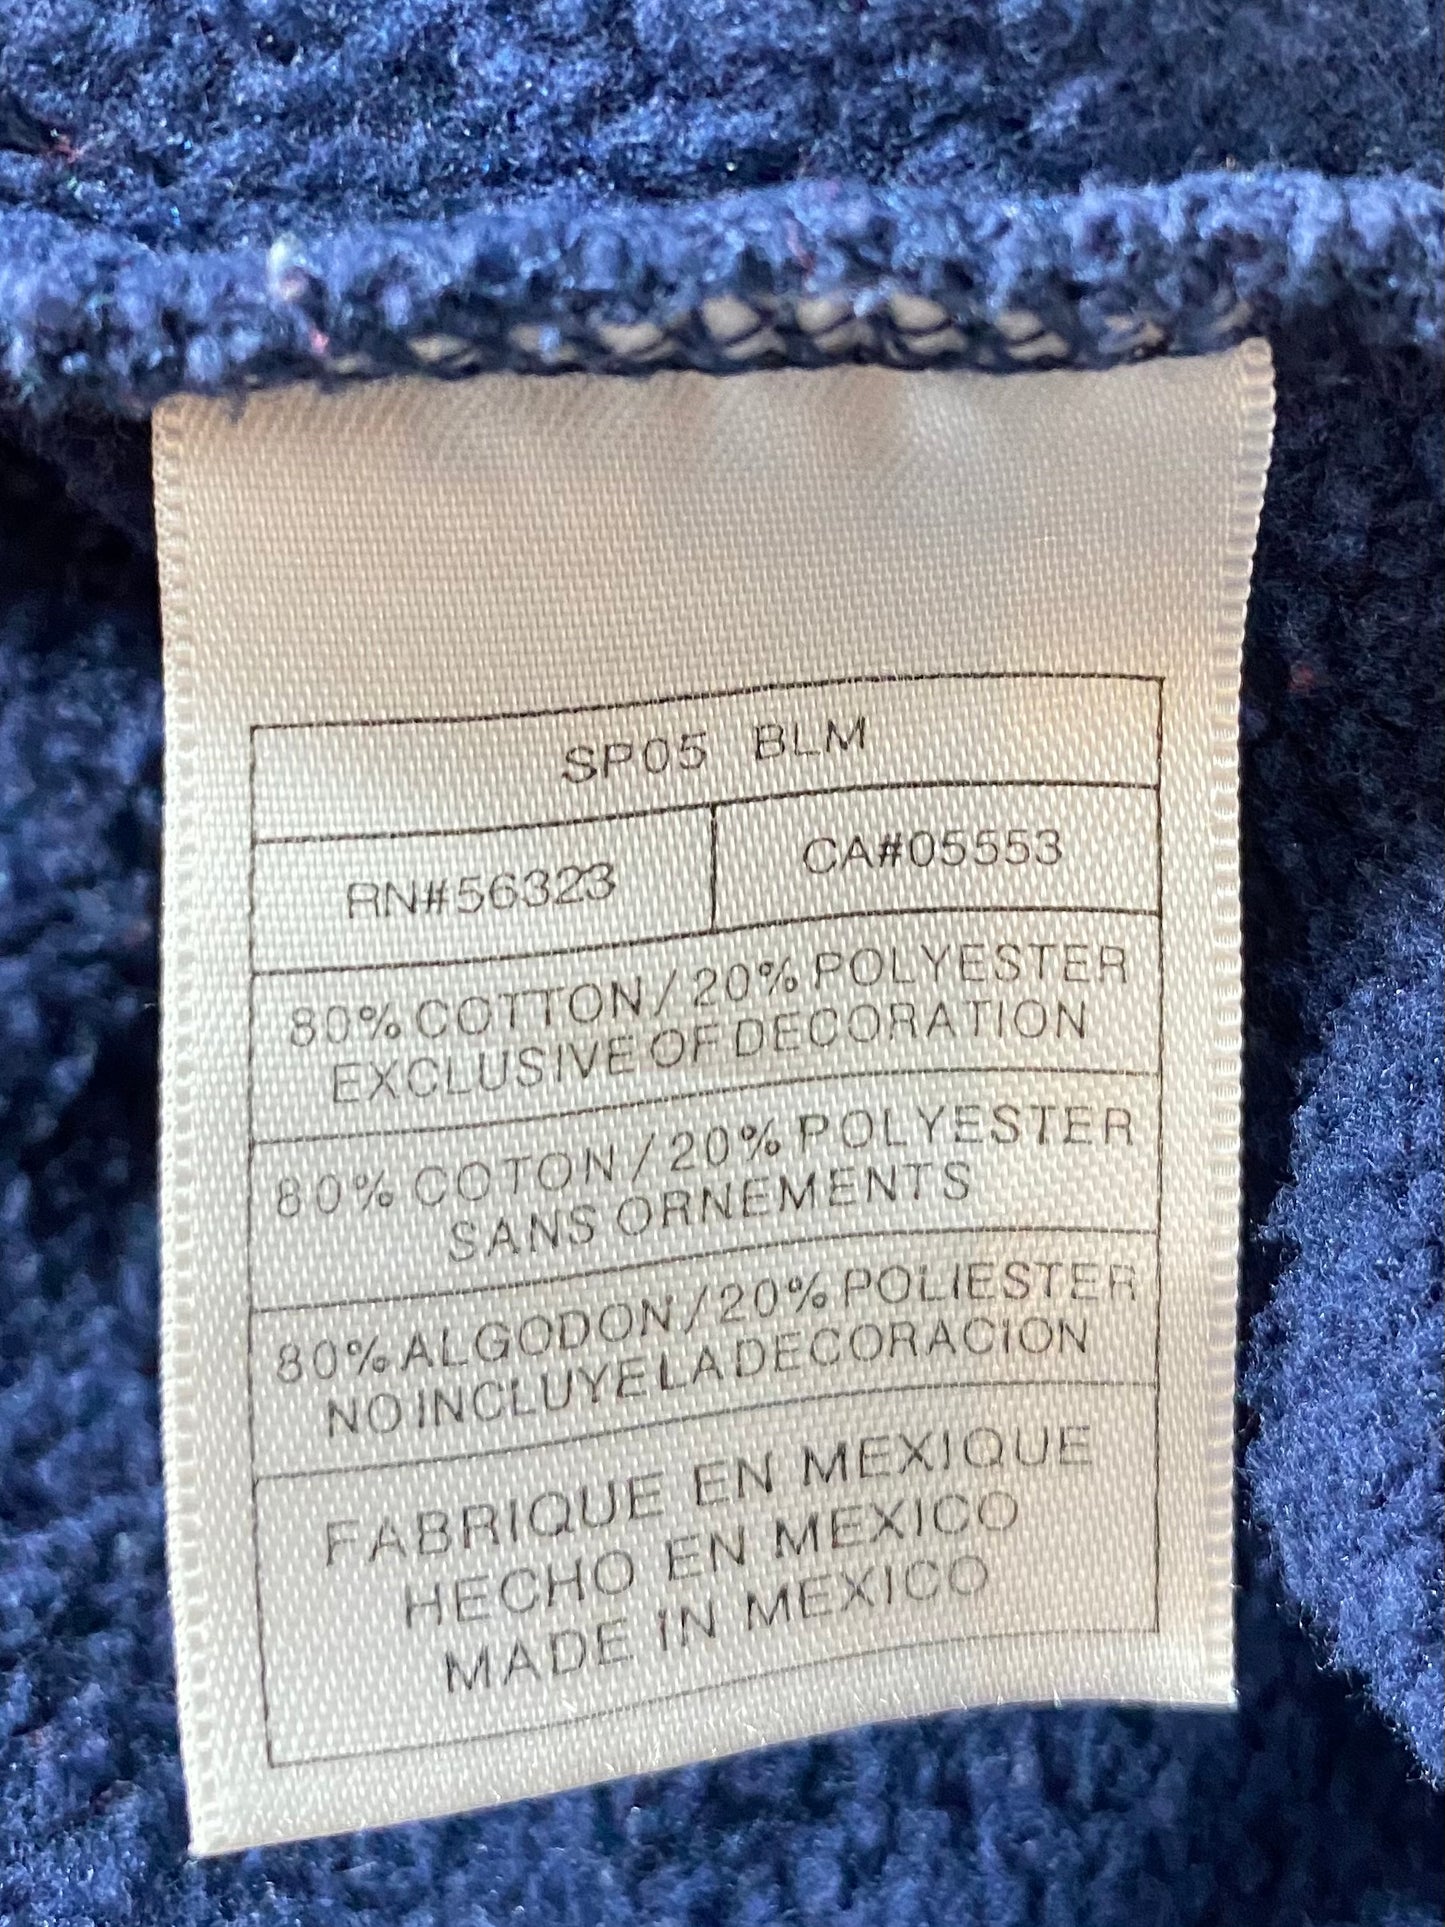 SP05 BLM
RN#56323
CA#05553
80% COTTON/20% POLYESTER
EXCLUSIVE OF DECORATION
80% COTON/20% POLYESTER
SANS ORNEMENTS
80% ALGODON/20% POLIESTER
NO INCLUYE LA DECORACION
FABRIQUE EN MEXIQUE
HECHO EN MEXICO
MADE IN MEXICO